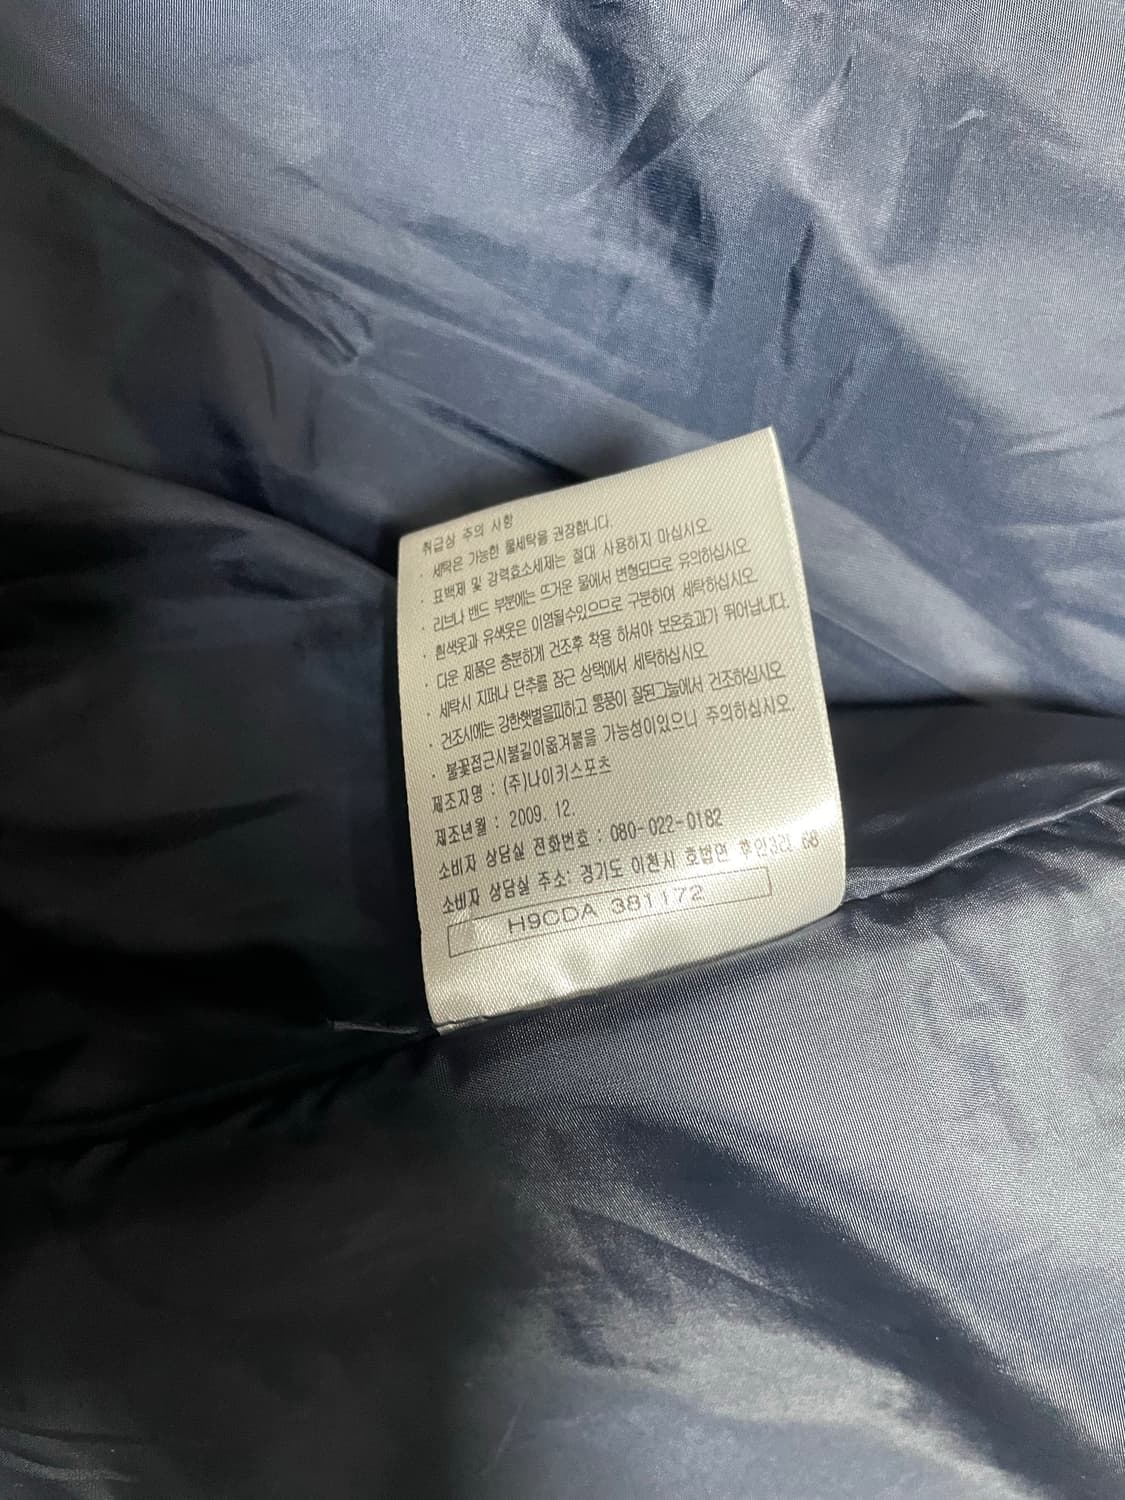 취급상 주의 사항
· 세탁은 가능한 물세탁을 권장합니다.
· 표백제 및 강력효소세제는 절대 사용하지 마십시오.
· 리브나 밴드 부분에는 뜨거운 물에서 변형되므로 유의하십시오
· 흰색옷과 유색옷은 이염될수있으므로 구분하여 세탁하십시오.
· 다운 제품은 충분하게 건조후 착용 하셔야 보온효과가 뛰어납니다.
· 세탁시 지퍼나 단추를 잠근 상택에서 세탁하십시오.
· 건조시에는 강한햇볕을피하고 통풍이 잘된그늘에서 건조하십시오
· 불꽃접근시불길이옮겨붙을 가능성이있으니 주의하십시오.
제조자명 : (주)나이키스포츠
제조년월 : 2009. 12.
소비자 상담실 전화번호 : 080-022-0182
소비자 상담실 주소: 경기도 이천시 호법면 후안3리 68
H9CDA 381172